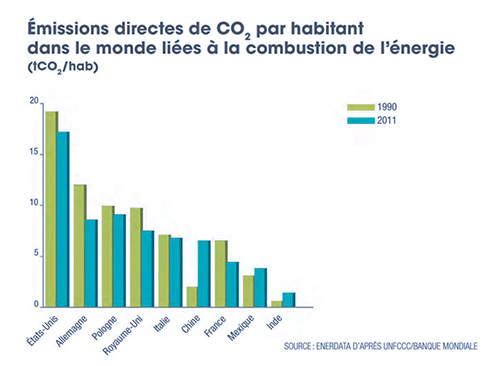 Émissions directes de CO₂ par habitant
dans le monde liées à la combustion de l'énergie
(tCO₂/hab)
20
15
10
5
0
1990
2011
États-Unis
Allemagne
Pologne
Royaume-Uni
Italie
Chine
France
Mexique
Inde
SOURCE : ENERDATA D'APRÈS UNFCCC/BANQUE MONDIALE